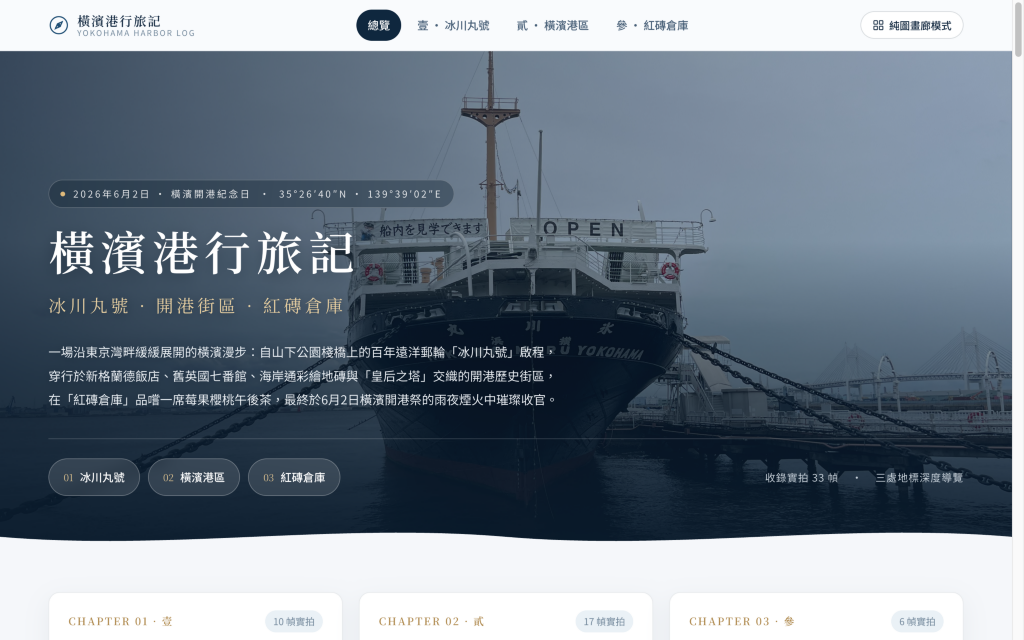 橫濱港行旅記
YOKOHAMA HARBOR LOG
總覽
壹 · 冰川丸號
貳 · 橫濱港區
參 · 紅磚倉庫
純圖畫廊模式
2026年6月2日 · 橫濱開港紀念日 · 35°26'40"N · 139°39'02"E
船内を見学できます
OPEN
橫濱港行旅記
冰川丸號 · 開港街區 · 紅磚倉庫
丸 川 氷
YOKOHAMA
一場沿東京灣畔緩緩展開的橫濱漫步：自山下公園棧橋上的百年遠洋郵輪「冰川丸號」啟程，
穿行於新格蘭德飯店、舊英國七番館、海岸通彩繪地磚與「皇后之塔」交織的開港歷史街區，
在「紅磚倉庫」品嚐一席莓果櫻桃午後茶，最終於6月2日橫濱開港祭的雨夜煙火中璀璨收官。
01 冰川丸號
02 橫濱港區
03 紅磚倉庫
收錄實拍 33 幀 · 三處地標深度導覽
CHAPTER 01 · 壹
10 幀實拍
CHAPTER 02 · 貳
17 幀實拍
CHAPTER 03 · 參
6 幀實拍